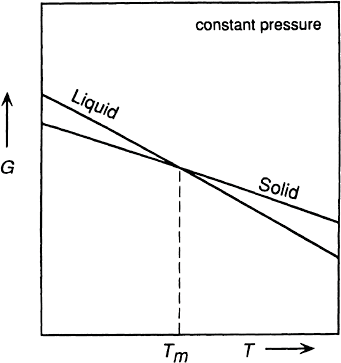 constant pressure
Liquid
G
Solid
Tm
T